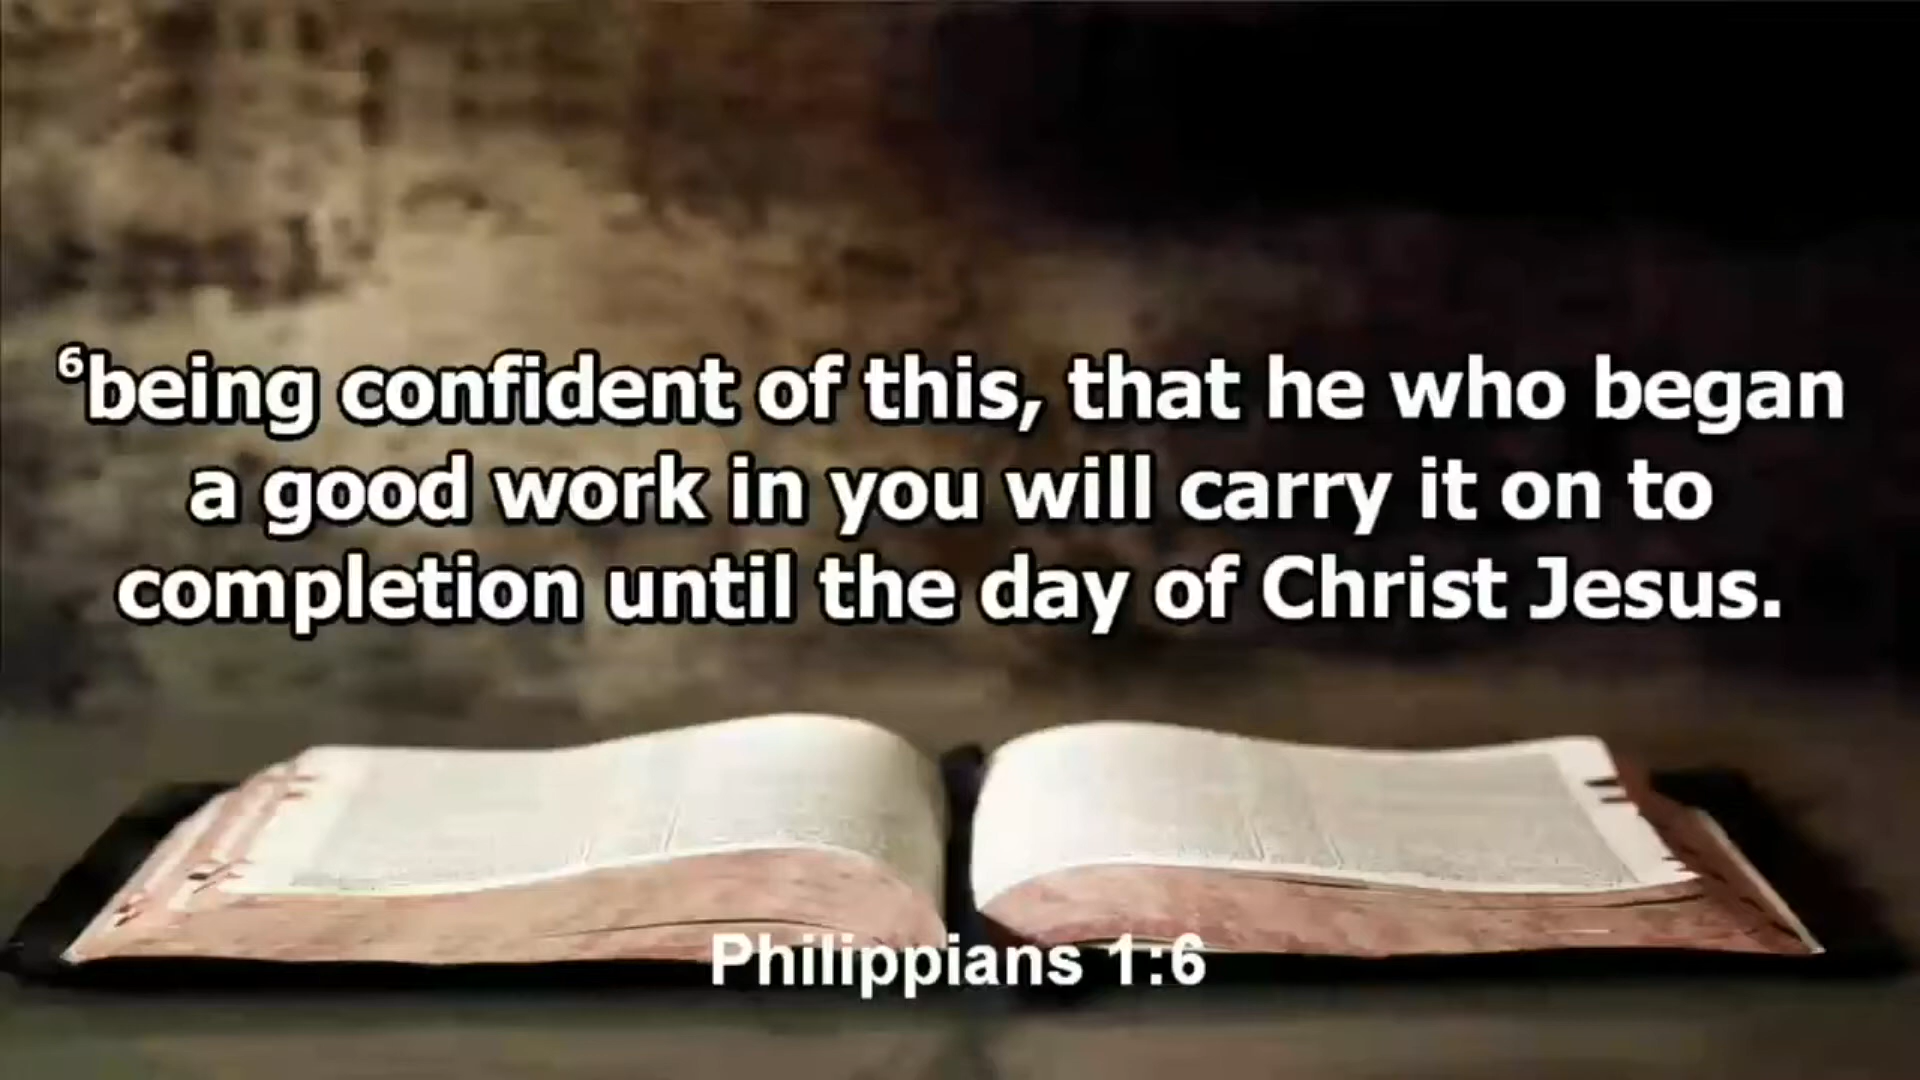 ⁶being confident of this, that he who began
a good work in you will carry it on to
completion until the day of Christ Jesus.
Philippians 1:6